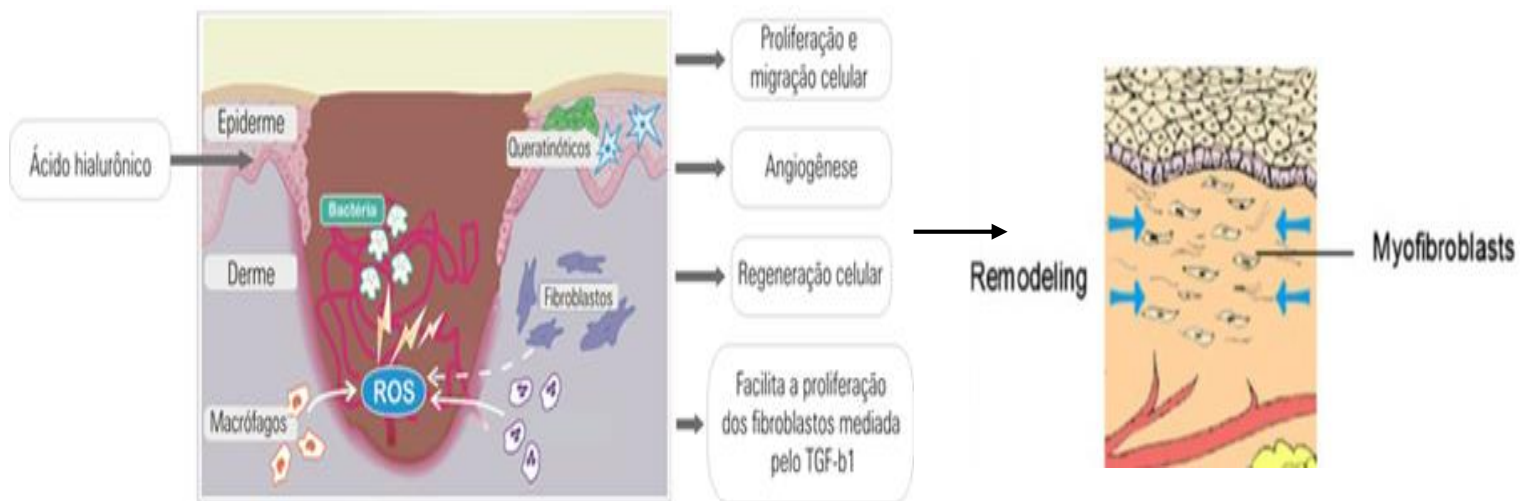 Ácido hialurônico
Epiderme
Derme
Macrófagos
Bactéria
ROS
Queratinóticos
Fibroblastos
Proliferação e
migração celular
Angiogênese
Regeneração celular
Facilita a proliferação
dos fibroblastos mediada
pelo TGF-b1
Remodeling
Myofibroblasts